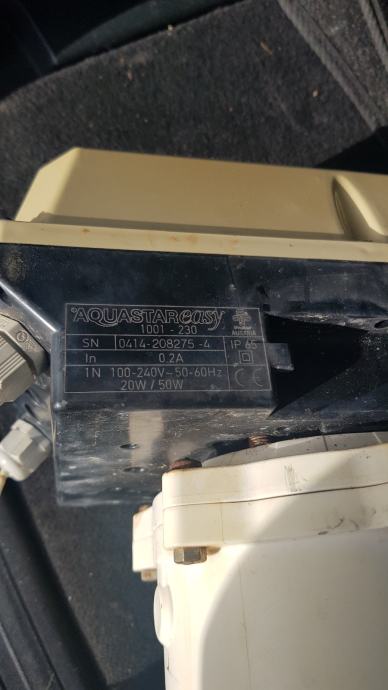 AQUASTAReasy
1001 - 230
SN 0414-208275 -4 IP 65
In 0.2A
1N 100-240V~50-60Hz
20W / 50W
AUSTRIA
CE